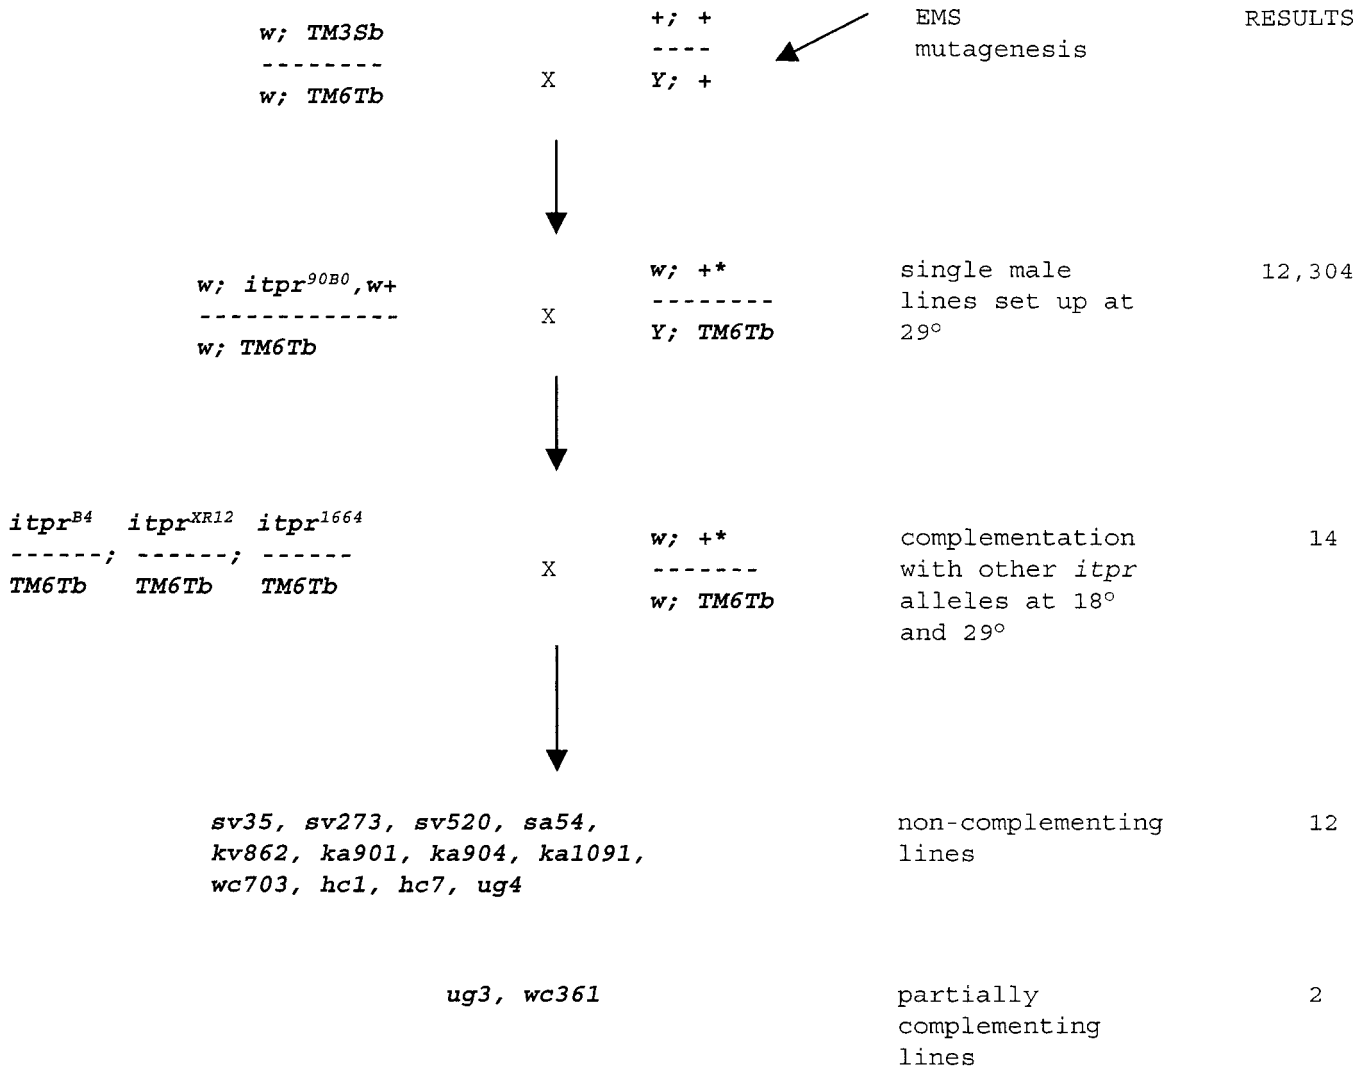 w; TM3Sb
--------
w; TM6Tb
X
+; +
----
Y; +
EMS
mutagenesis
RESULTS
w; itpr90B0,w+
-------------
w; TM6Tb
X
w; +*
--------
Y; TM6Tb
single male
lines set up at
29°
12,304
itprB4 itprXR12 itpr1664
------; ------; ------
TM6Tb TM6Tb TM6Tb
X
w; +*
-------
w; TM6Tb
complementation
with other itpr
alleles at 18°
and 29°
14
sv35, sv273, sv520, sa54,
kv862, ka901, ka904, ka1091,
wc703, hc1, hc7, ug4
non-complementing
lines
12
ug3, wc361
partially
complementing
lines
2